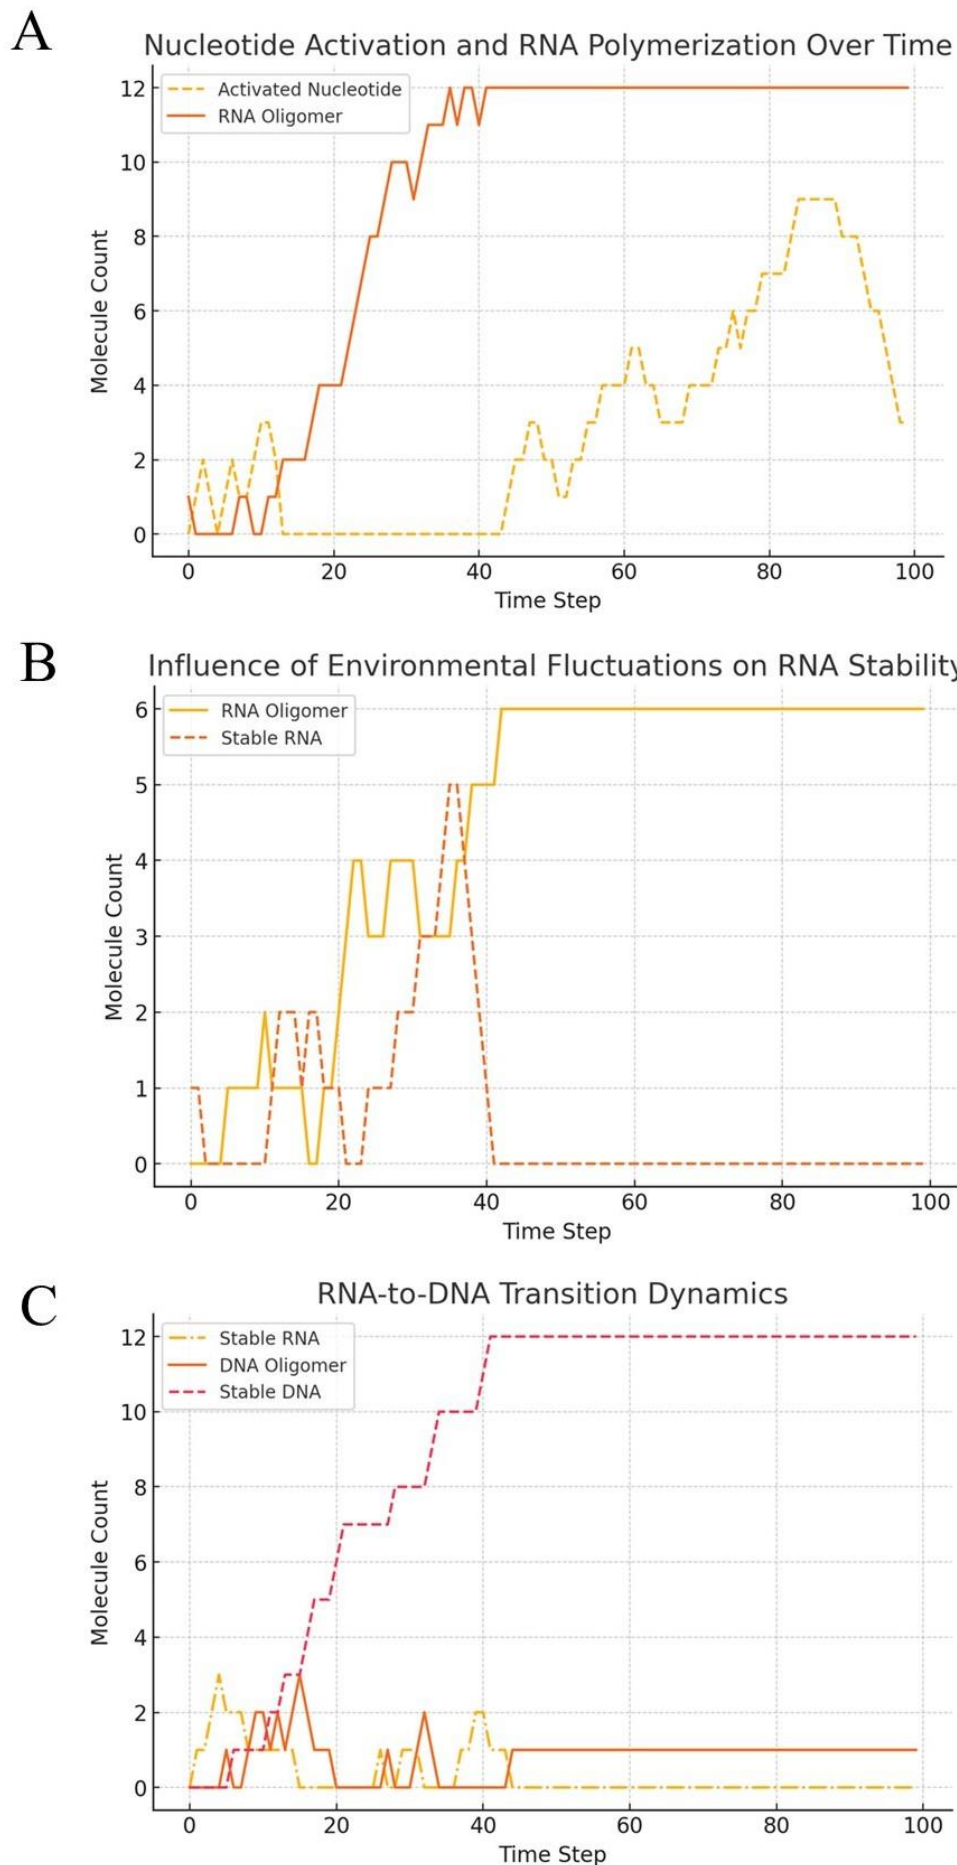 A
Nucleotide Activation and RNA Polymerization Over Time
Activated Nucleotide
RNA Oligomer
12
10
8
6
4
2
0
Molecule Count
0 20 40 60 80 100
Time Step
B
Influence of Environmental Fluctuations on RNA Stability
RNA Oligomer
Stable RNA
6
5
4
3
2
1
0
Molecule Count
0 20 40 60 80 100
Time Step
C
RNA-to-DNA Transition Dynamics
Stable RNA
DNA Oligomer
Stable DNA
12
10
8
6
4
2
0
Molecule Count
0 20 40 60 80 100
Time Step